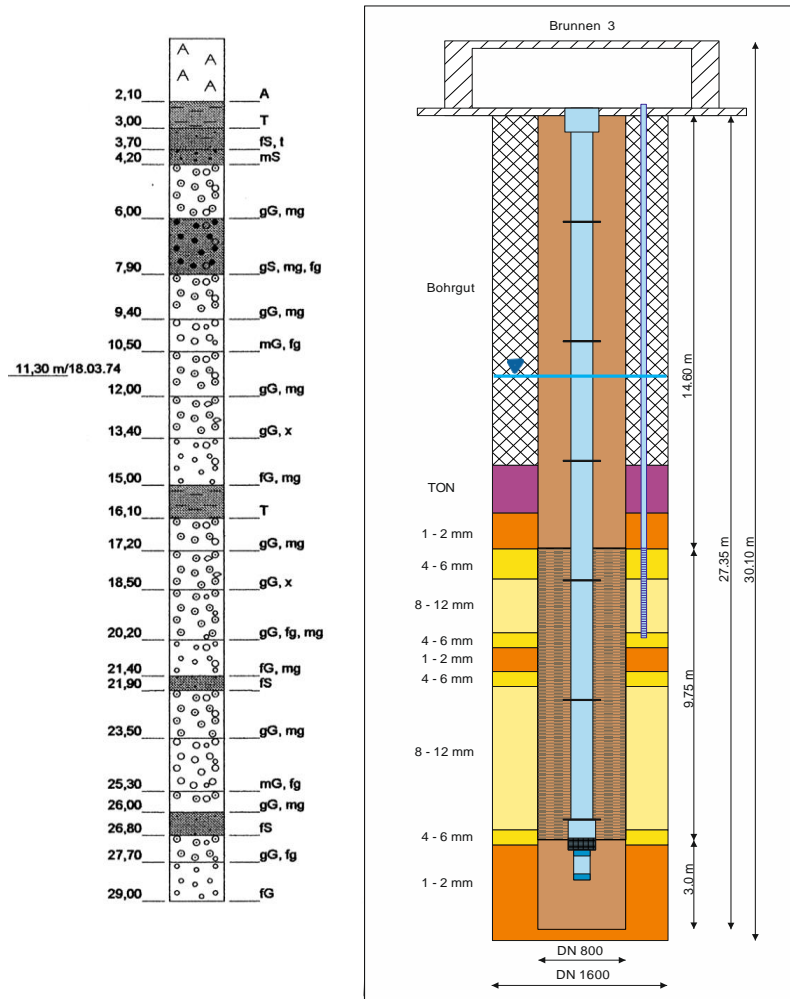 2,10 A
3,00 T
3,70 fS, t
4,20 mS
6,00 gG, mg
7,90 gS, mg, fg
9,40 gG, mg
10,50 mG, fg
11,30 m/18.03.74
12,00 gG, mg
13,40 gG, x
15,00 fG, mg
16,10 T
17,20 gG, mg
18,50 gG, x
20,20 gG, fg, mg
21,40 fG, mg
21,90 fS
23,50 gG, mg
25,30 mG, fg
26,00 gG, mg
26,80 fS
27,70 gG, fg
29,00 fG
Brunnen 3
Bohrgut
TON
1 - 2 mm
4 - 6 mm
8 - 12 mm
4 - 6 mm
1 - 2 mm
4 - 6 mm
8 - 12 mm
4 - 6 mm
1 - 2 mm
14.60 m
9.75 m
3.0 m
27.35 m
30.10 m
DN 800
DN 1600